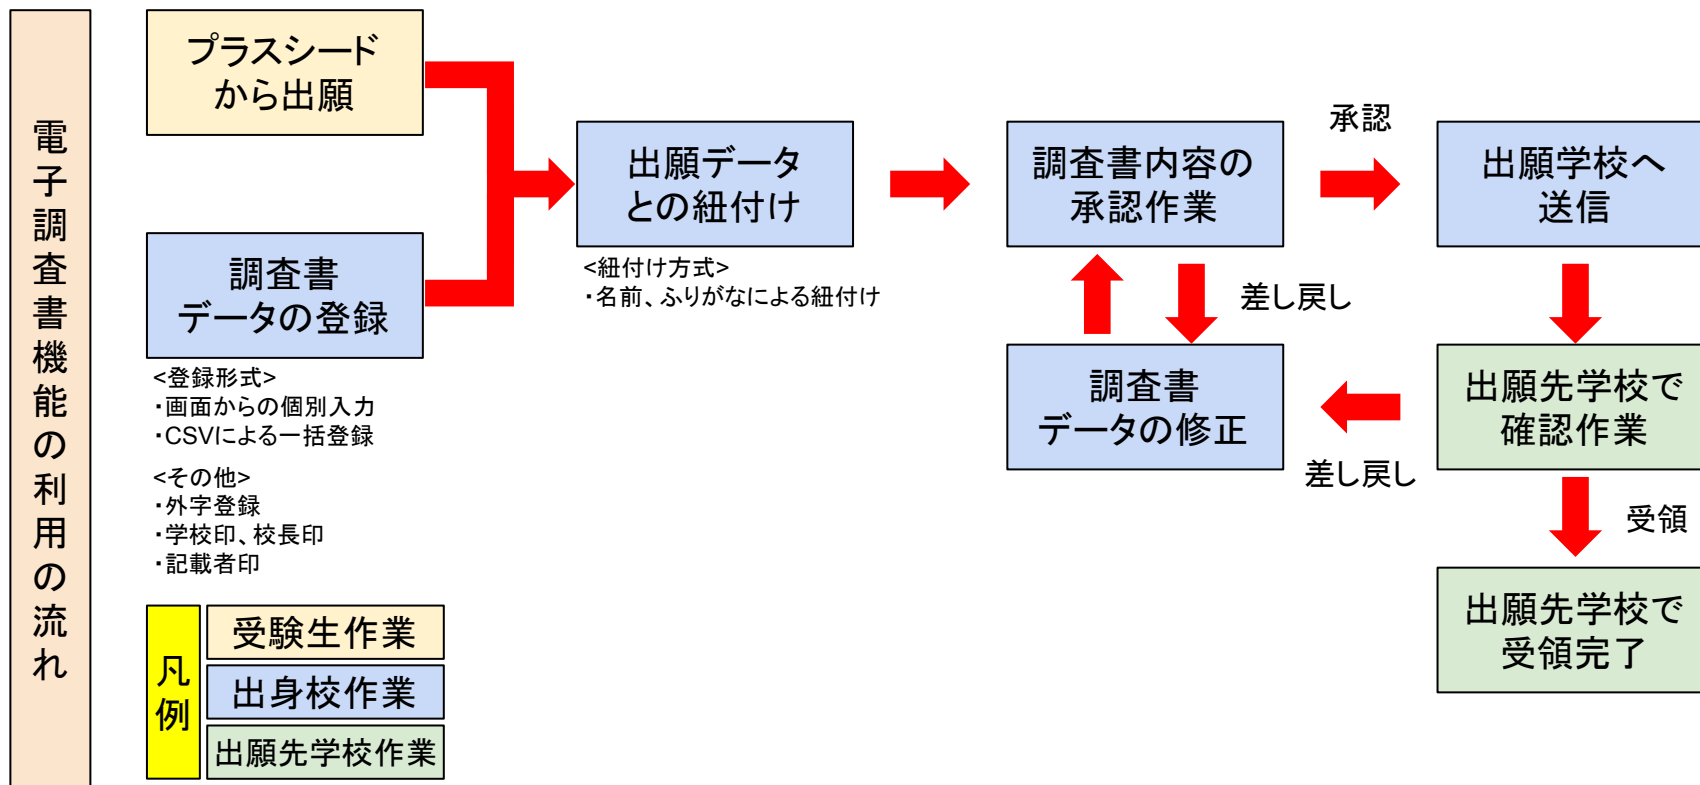 電子調査書機能の利用の流れ
プラスシード
から出願
調査書
データの登録
<登録形式>
・画面からの個別入力
・CSVによる一括登録
<その他>
・外字登録
・学校印、校長印
・記載者印
凡例
受験生作業
出身校作業
出願先学校作業
出願データ
との紐付け
<紐付け方式>
・名前、ふりがなによる紐付け
調査書内容の
承認作業
承認
差し戻し
調査書
データの修正
差し戻し
出願学校へ
送信
出願先学校で
確認作業
受領
出願先学校で
受領完了